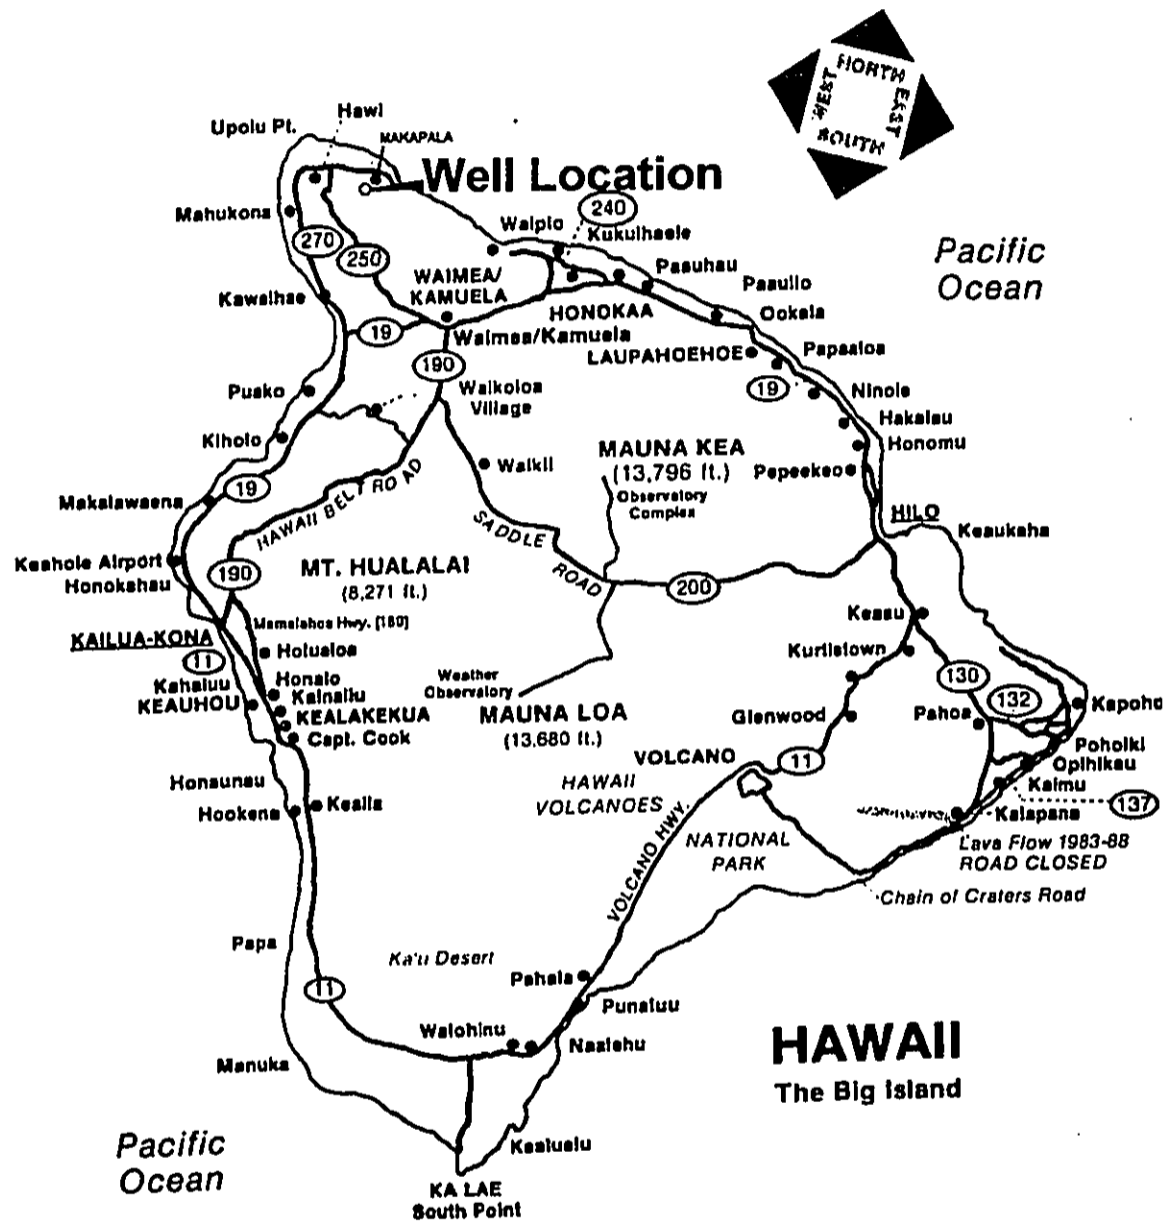 NORTH
EAST
WEST
SOUTH
Hawi
Upolu Pt.
MAKAPALA
Well Location
240
Waipio
Kukuihaele
Mahukona
270
250
Pacific
Ocean
Paauhau
Paauilo
WAIMEA/
KAMUELA
Kawaihae
HONOKAA
Ookala
19
Waimea/Kamuela
LAUPAHOEHOE
Papaaloa
190
Puako
Waikoloa
Village
19
Ninole
Hakalau
Kiholo
Honomu
MAUNA KEA
(13,796 ft.)
Waikii
Pepeekeo
Makalawaena
19
HAWAII BELT ROAD
Observatory
Complex
HILO
SADDLE
ROAD
Keaukaha
Keahole Airport
Honokahau
190
MT. HUALALAI
(8,271 ft.)
200
Mamalahoa Hwy. [180]
Keaau
KAILUA-KONA
11
Holualoa
Kurtistown
Kahaluu
KEAUHOU
Honalo
Kainaliu
KEALAKEKUA
Capt. Cook
Weather
Observatory
MAUNA LOA
(13,680 ft.)
130
132
Kapoho
Glenwood
Pahoa
VOLCANO
11
Pohoiki
Opihikau
Honaunau
HAWAII
VOLCANOES
Kaimu
137
Hookena
Kealia
Kalapana
VOLCANO HWY.
NATIONAL
PARK
Lava Flow 1983-88
ROAD CLOSED
Chain of Craters Road
Papa
Ka'u Desert
Pahala
11
Punaluu
Waiohinu
Naalehu
HAWAII
The Big Island
Manuka
Pacific
Ocean
Kaalualu
KA LAE
South Point